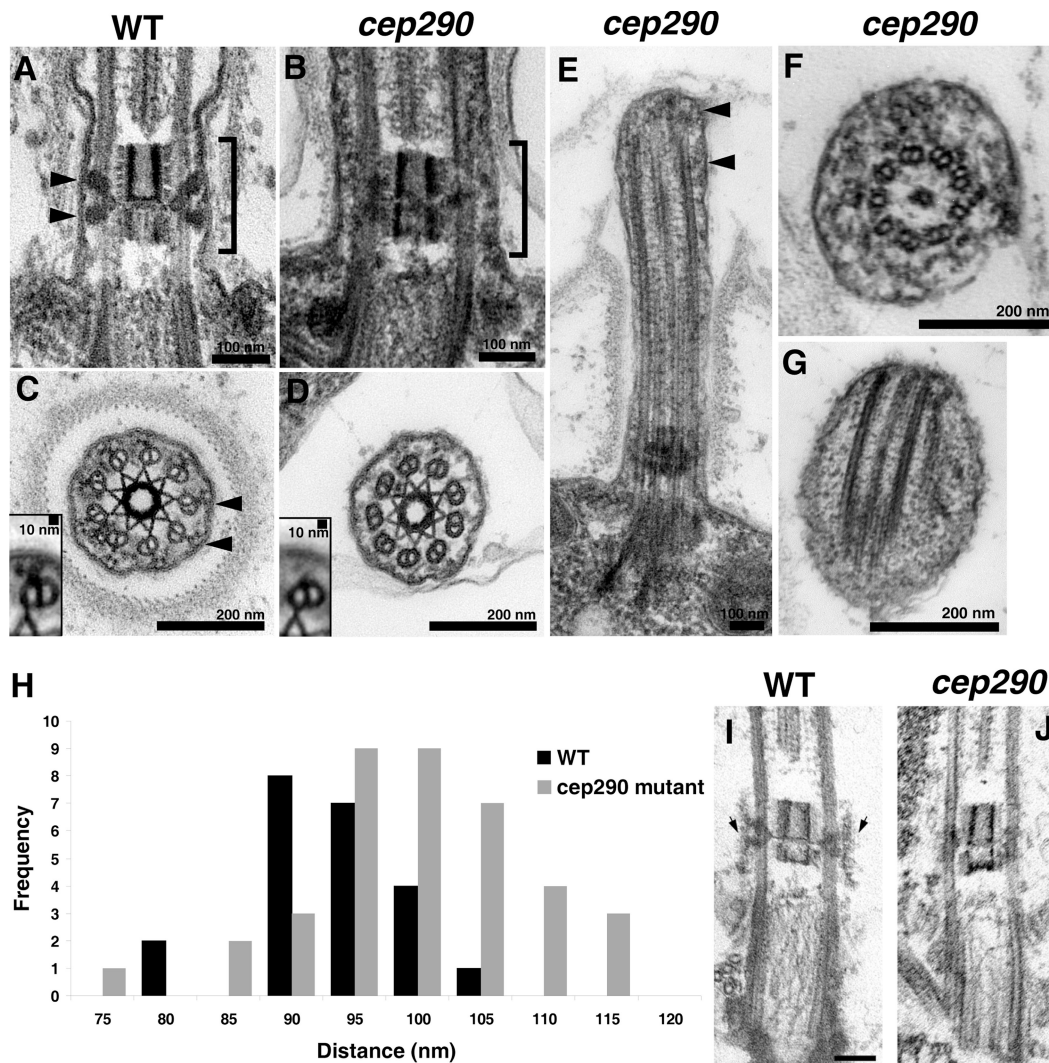 WT
cep290
cep290
cep290
A
B
E
F
100 nm
100 nm
200 nm
C
D
G
10 nm
10 nm
200 nm
200 nm
100 nm
200 nm
H
WT
cep290
Frequency
10
9
8
7
6
5
4
3
2
1
0
WT
cep290 mutant
75 80 85 90 95 100 105 110 115 120
Distance (nm)
I
J